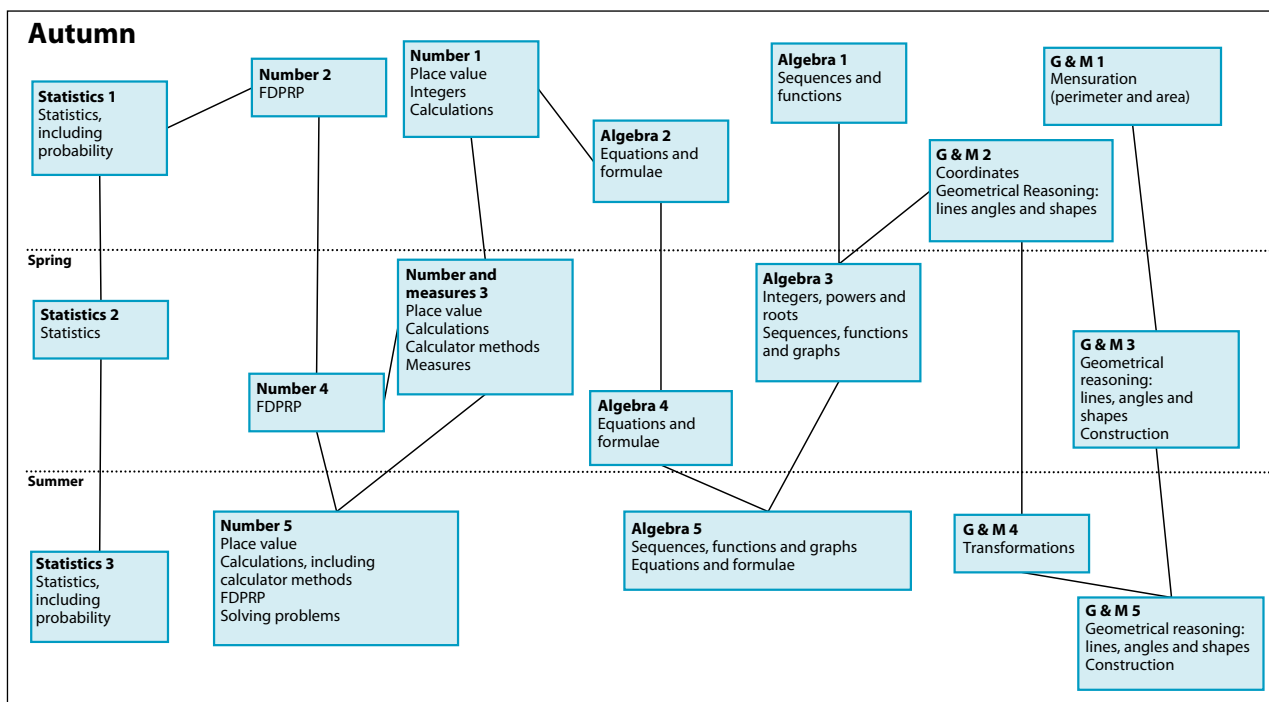 Autumn
Statistics 1
Statistics,
including
probability
Number 2
FDPRP
Number 1
Place value
Integers
Calculations
Algebra 2
Equations and
formulae
Algebra 1
Sequences and
functions
G & M 2
Coordinates
Geometrical Reasoning:
lines angles and shapes
G & M 1
Mensuration
(perimeter and area)
Spring
Statistics 2
Statistics
Number 4
FDPRP
Number and
measures 3
Place value
Calculations
Calculator methods
Measures
Algebra 4
Equations and
formulae
Algebra 3
Integers, powers and
roots
Sequences, functions
and graphs
G & M 3
Geometrical
reasoning:
lines, angles and
shapes
Construction
Summer
Statistics 3
Statistics,
including
probability
Number 5
Place value
Calculations, including
calculator methods
FDPRP
Solving problems
Algebra 5
Sequences, functions and graphs
Equations and formulae
G & M 4
Transformations
G & M 5
Geometrical reasoning:
lines, angles and shapes
Construction